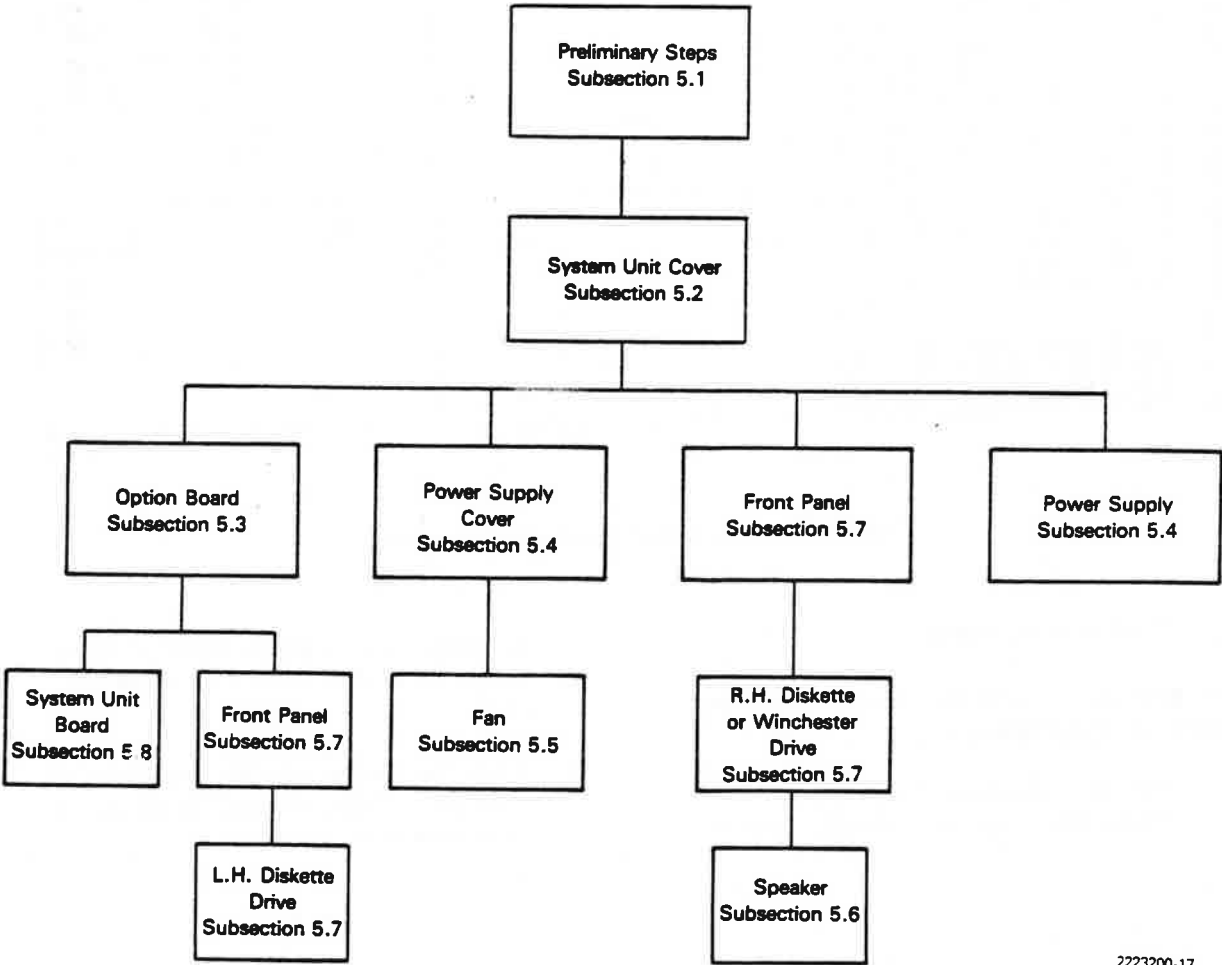 Preliminary Steps
Subsection 5.1
System Unit Cover
Subsection 5.2
Option Board
Subsection 5.3
Power Supply
Cover
Subsection 5.4
Front Panel
Subsection 5.7
Power Supply
Subsection 5.4
System Unit
Board
Subsection 5.8
Front Panel
Subsection 5.7
Fan
Subsection 5.5
R.H. Diskette
or Winchester
Drive
Subsection 5.7
L.H. Diskette
Drive
Subsection 5.7
Speaker
Subsection 5.6
2223200-17